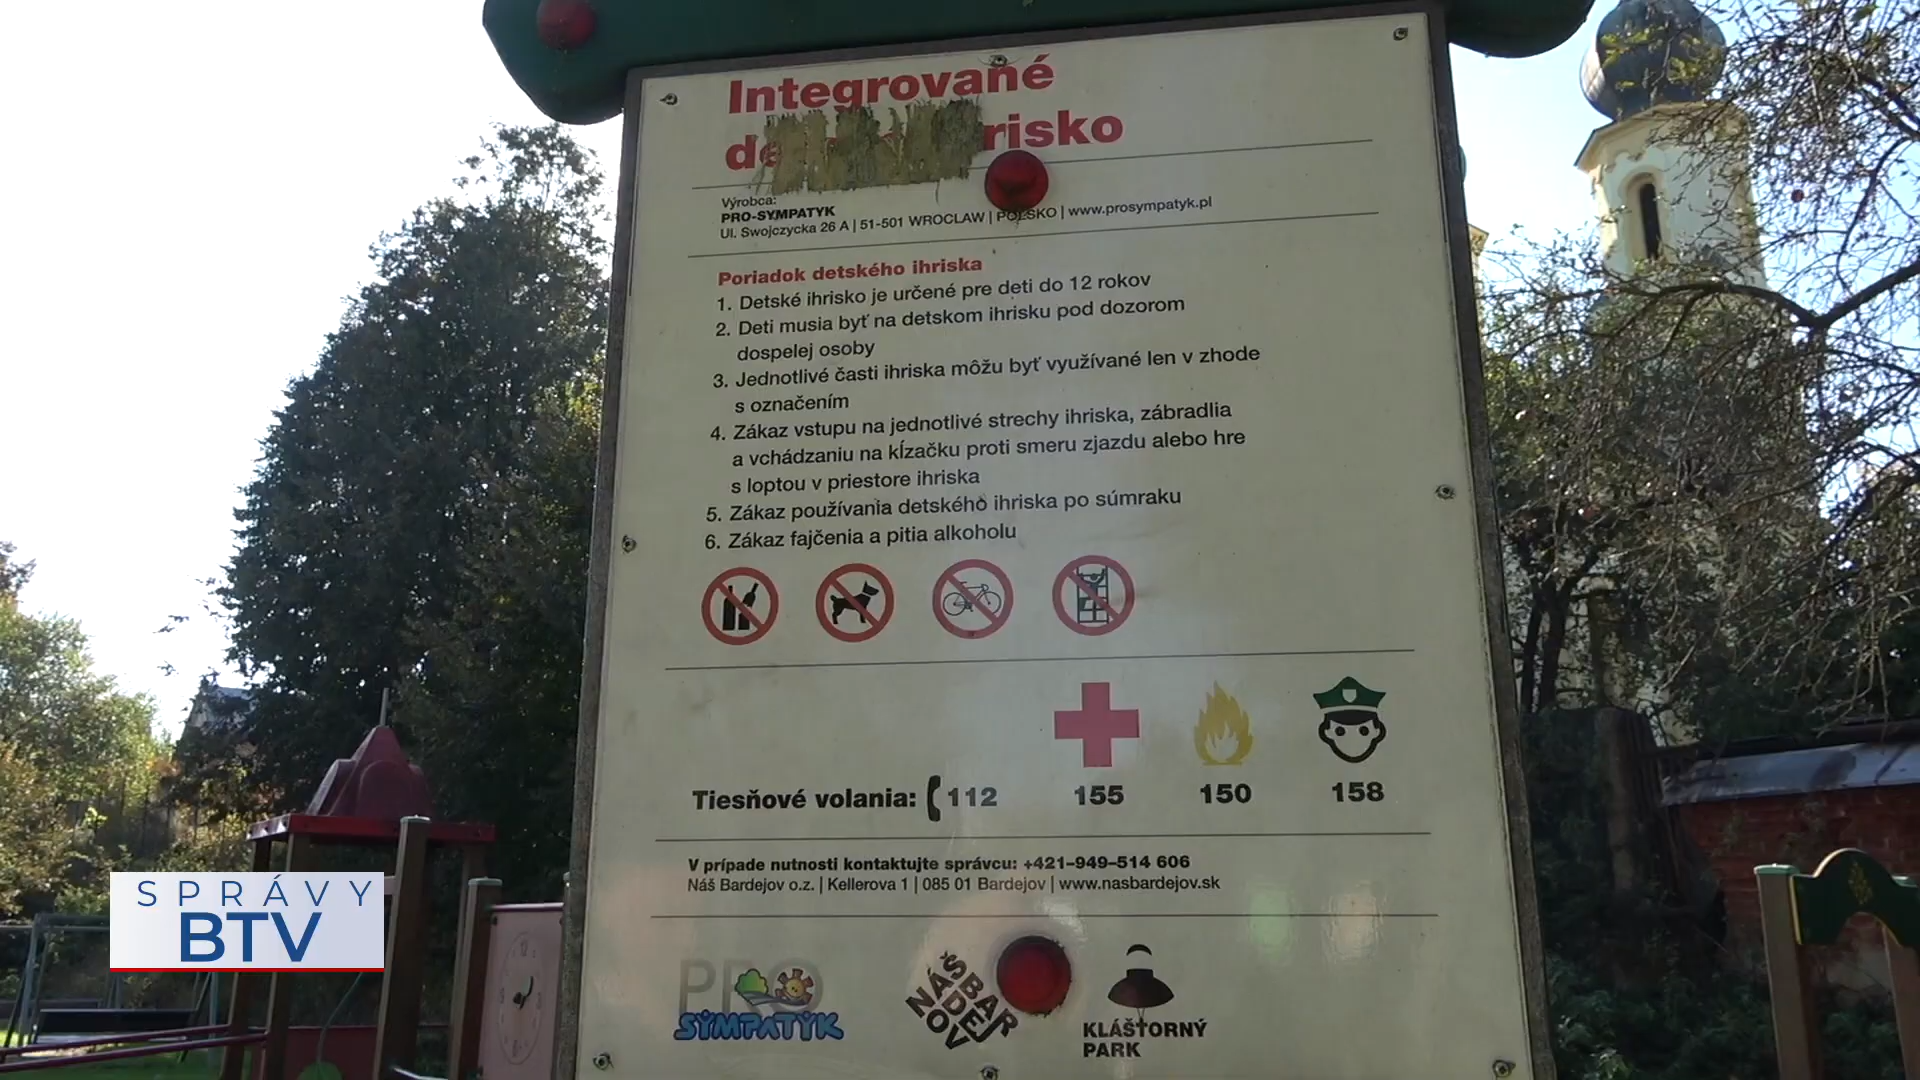 Integrované
risko
Výrobca:
PRO-SYMPATYK
Ul. Swojczycka 26 A | 51-501 WROCLAW | POĽSKO | www.prosympatyk.pl
Poriadok detského ihriska
1. Detské ihrisko je určené pre deti do 12 rokov
2. Deti musia byť na detskom ihrisku pod dozorom
dospelej osoby
3. Jednotlivé časti ihriska môžu byť využívané len v zhode
s označením
4. Zákaz vstupu na jednotlivé strechy ihriska, zábradlia
a vchádzaniu na kĺzačku proti smeru zjazdu alebo hre
s loptou v priestore ihriska
5. Zákaz používania detského ihriska po súmraku
6. Zákaz fajčenia a pitia alkoholu
Tiesňové volania: 112 155 150 158
V prípade nutnosti kontaktujte správcu: +421-949-514 606
Náš Bardejov o.z. | Kellerova 1 | 085 01 Bardejov | www.nasbardejov.sk
PRO
SYMPATYK
NÁŠ BARDEJOV
KLÁŠTORNÝ
PARK
SPRÁVY
BTV